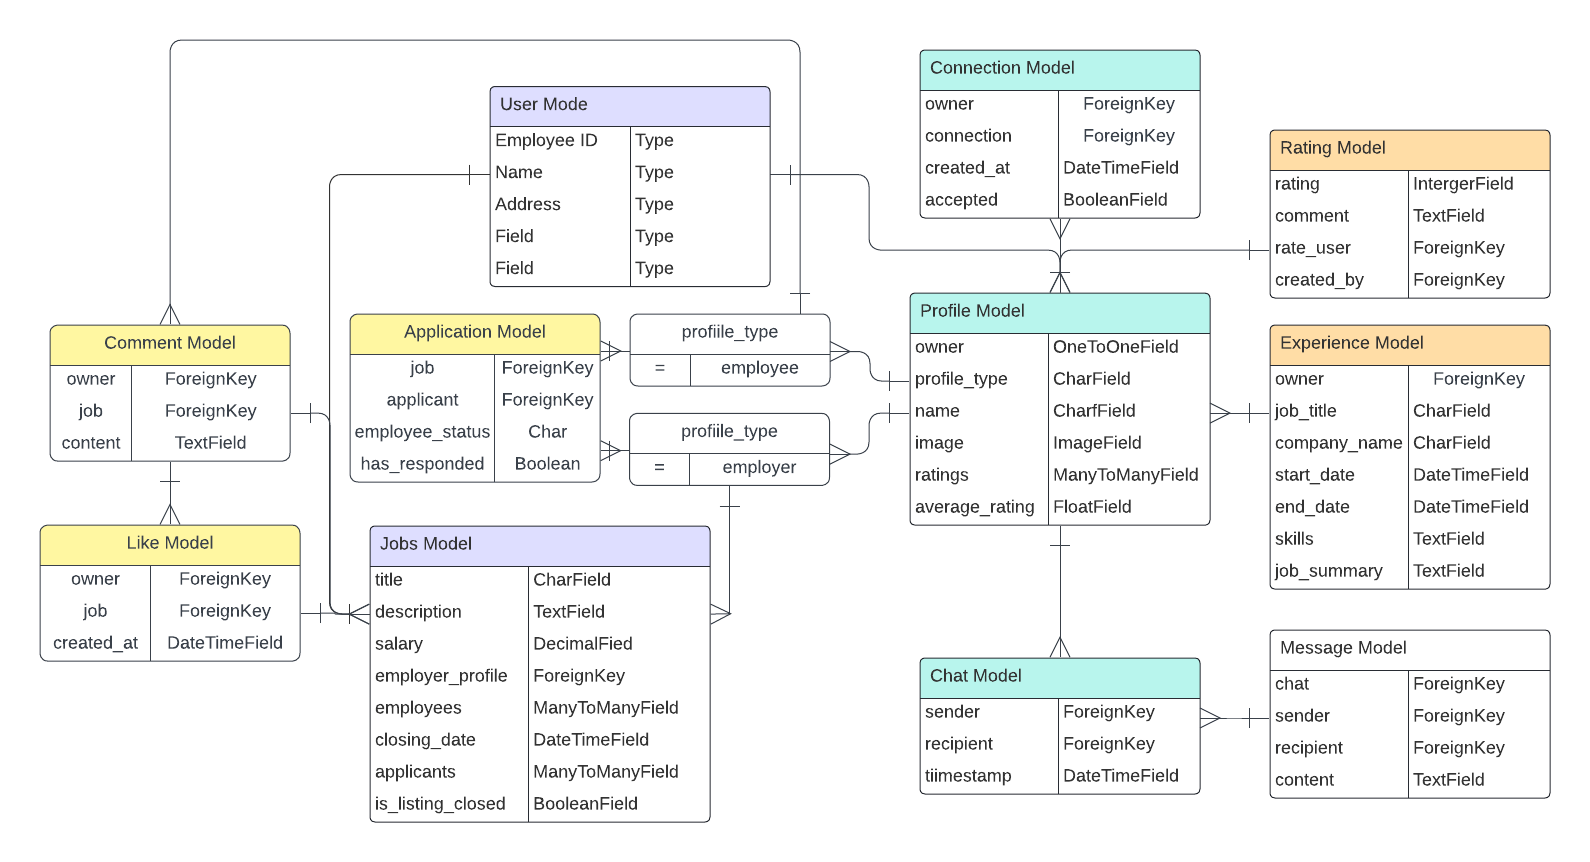 Connection Model
owner ForeignKey
connection ForeignKey
created_at DateTimeField
accepted BooleanField
User Mode
Employee ID Type
Name Type
Address Type
Field Type
Field Type
Rating Model
rating IntergerField
comment TextField
rate_user ForeignKey
created_by ForeignKey
Comment Model
owner ForeignKey
job ForeignKey
content TextField
Application Model
job ForeignKey
applicant ForeignKey
employee_status Char
has_responded Boolean
profiile_type
= employee
profiile_type
= employer
Profile Model
owner OneToOneField
profile_type CharField
name CharfField
image ImageField
ratings ManyToManyField
average_rating FloatField
Experience Model
owner ForeignKey
job_title CharField
company_name CharField
start_date DateTimeField
end_date DateTimeField
skills TextField
job_summary TextField
Like Model
owner ForeignKey
job ForeignKey
created_at DateTimeField
Jobs Model
title CharField
description TextField
salary DecimalFied
employer_profile ForeignKey
employees ManyToManyField
closing_date DateTimeField
applicants ManyToManyField
is_listing_closed BooleanField
Chat Model
sender ForeignKey
recipient ForeignKey
tiimestamp DateTimeField
Message Model
chat ForeignKey
sender ForeignKey
recipient ForeignKey
content TextField